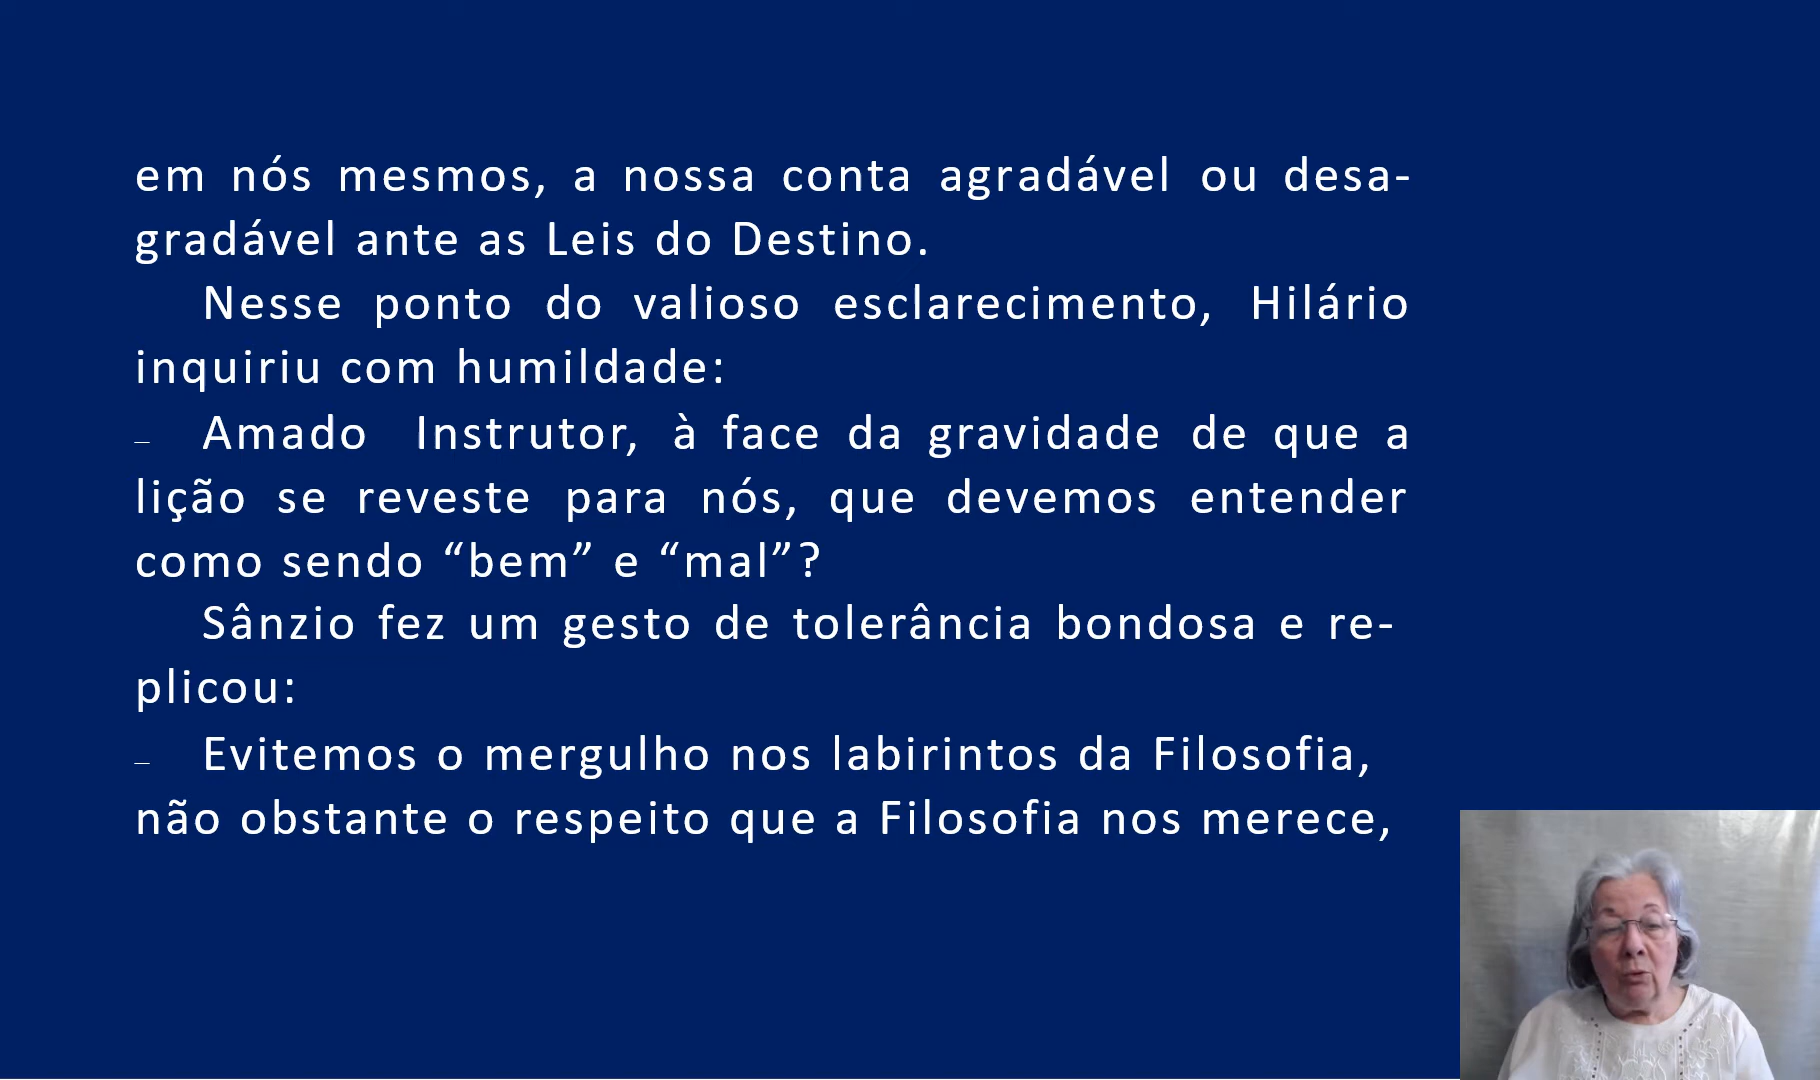 em nós mesmos, a nossa conta agradável ou desa-
gradável ante as Leis do Destino.
Nesse ponto do valioso esclarecimento, Hilário
inquiriu com humildade:
– Amado Instrutor, à face da gravidade de que a
lição se reveste para nós, que devemos entender
como sendo “bem” e “mal”?
Sânzio fez um gesto de tolerância bondosa e re-
plicou:
– Evitemos o mergulho nos labirintos da Filosofia,
não obstante o respeito que a Filosofia nos merece,